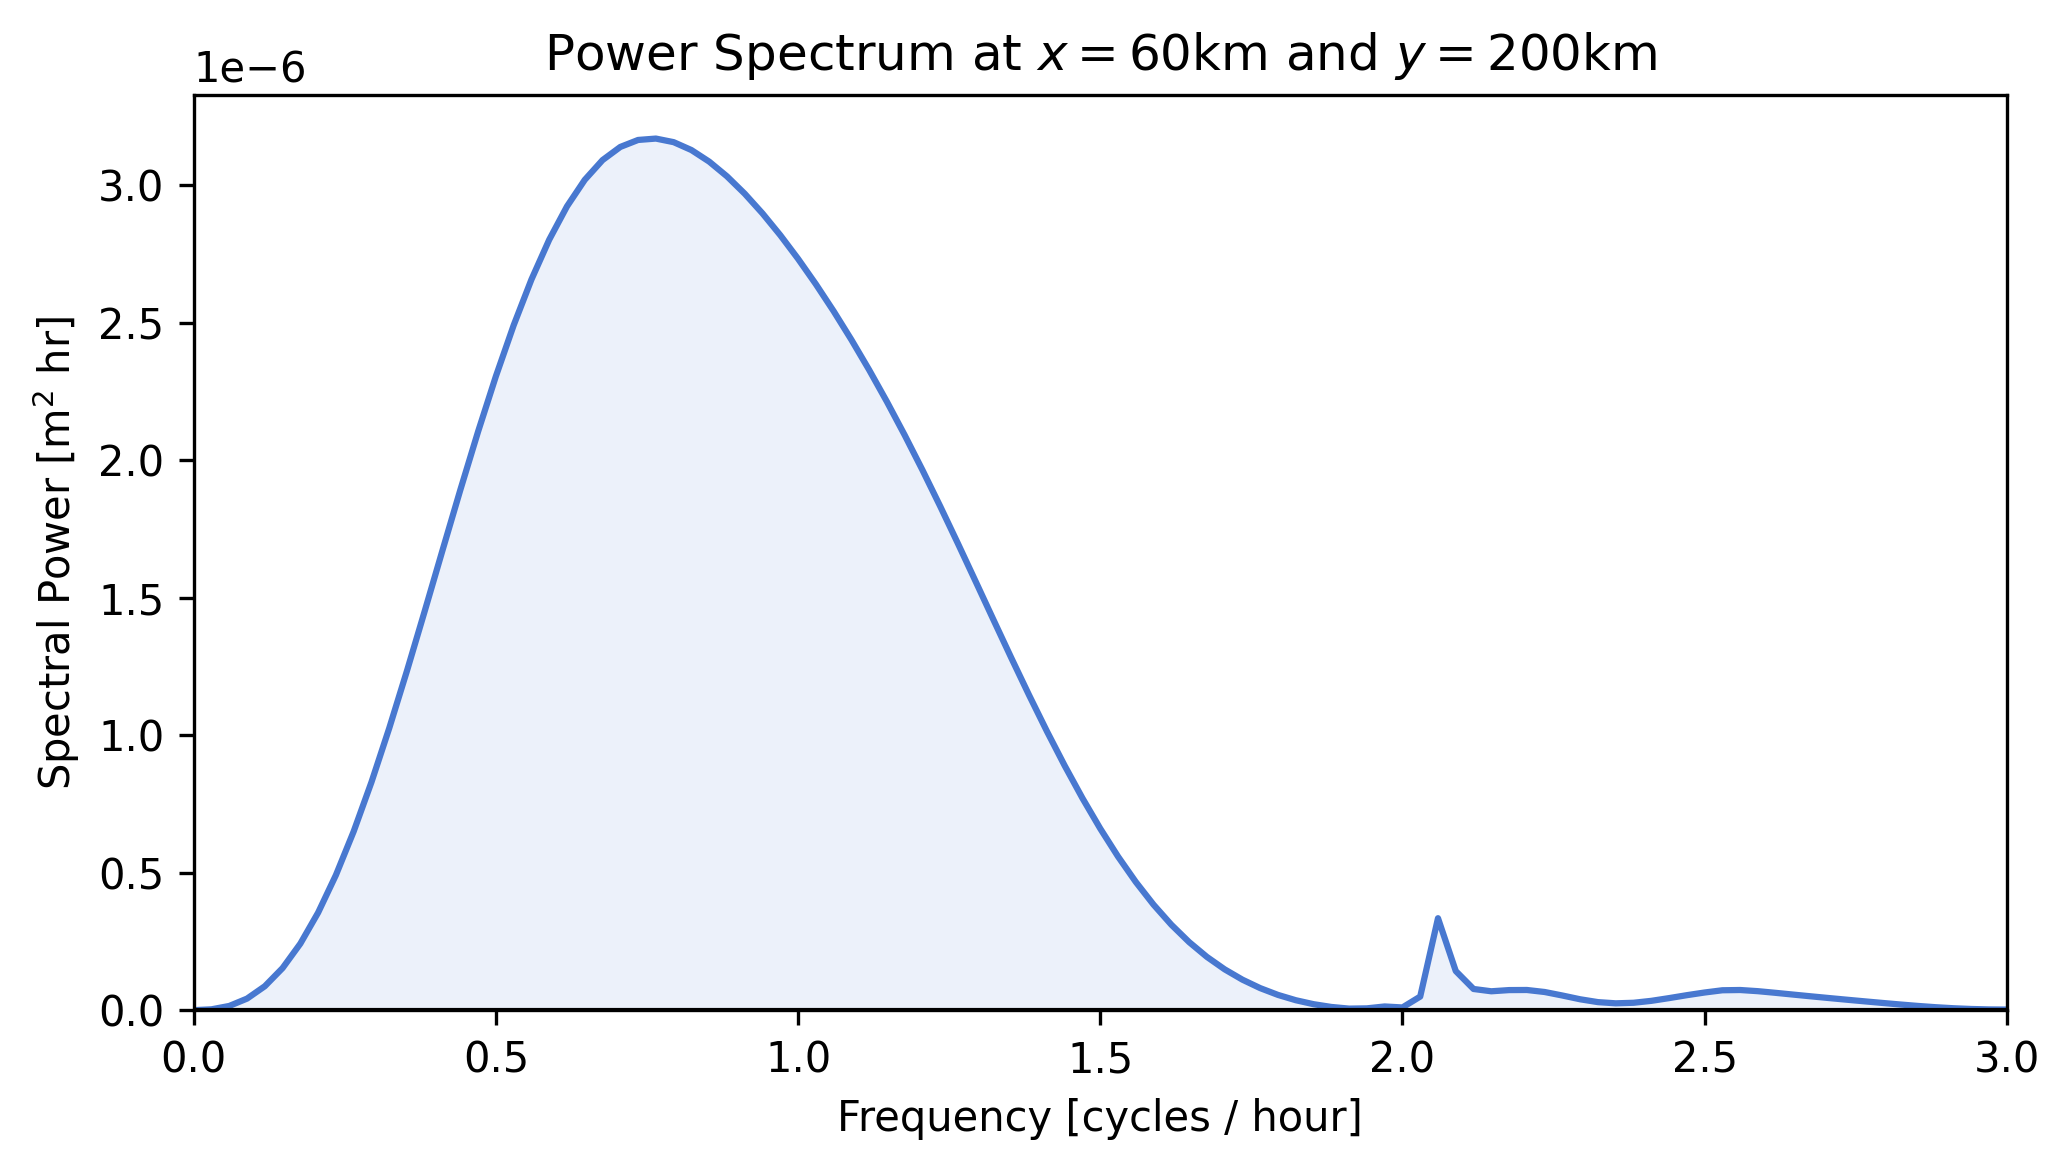 Power Spectrum at x = 60km and y = 200km
1e−6
3.0
2.5
2.0
1.5
1.0
0.5
0.0
Spectral Power [m² hr]
0.0 0.5 1.0 1.5 2.0 2.5 3.0
Frequency [cycles / hour]